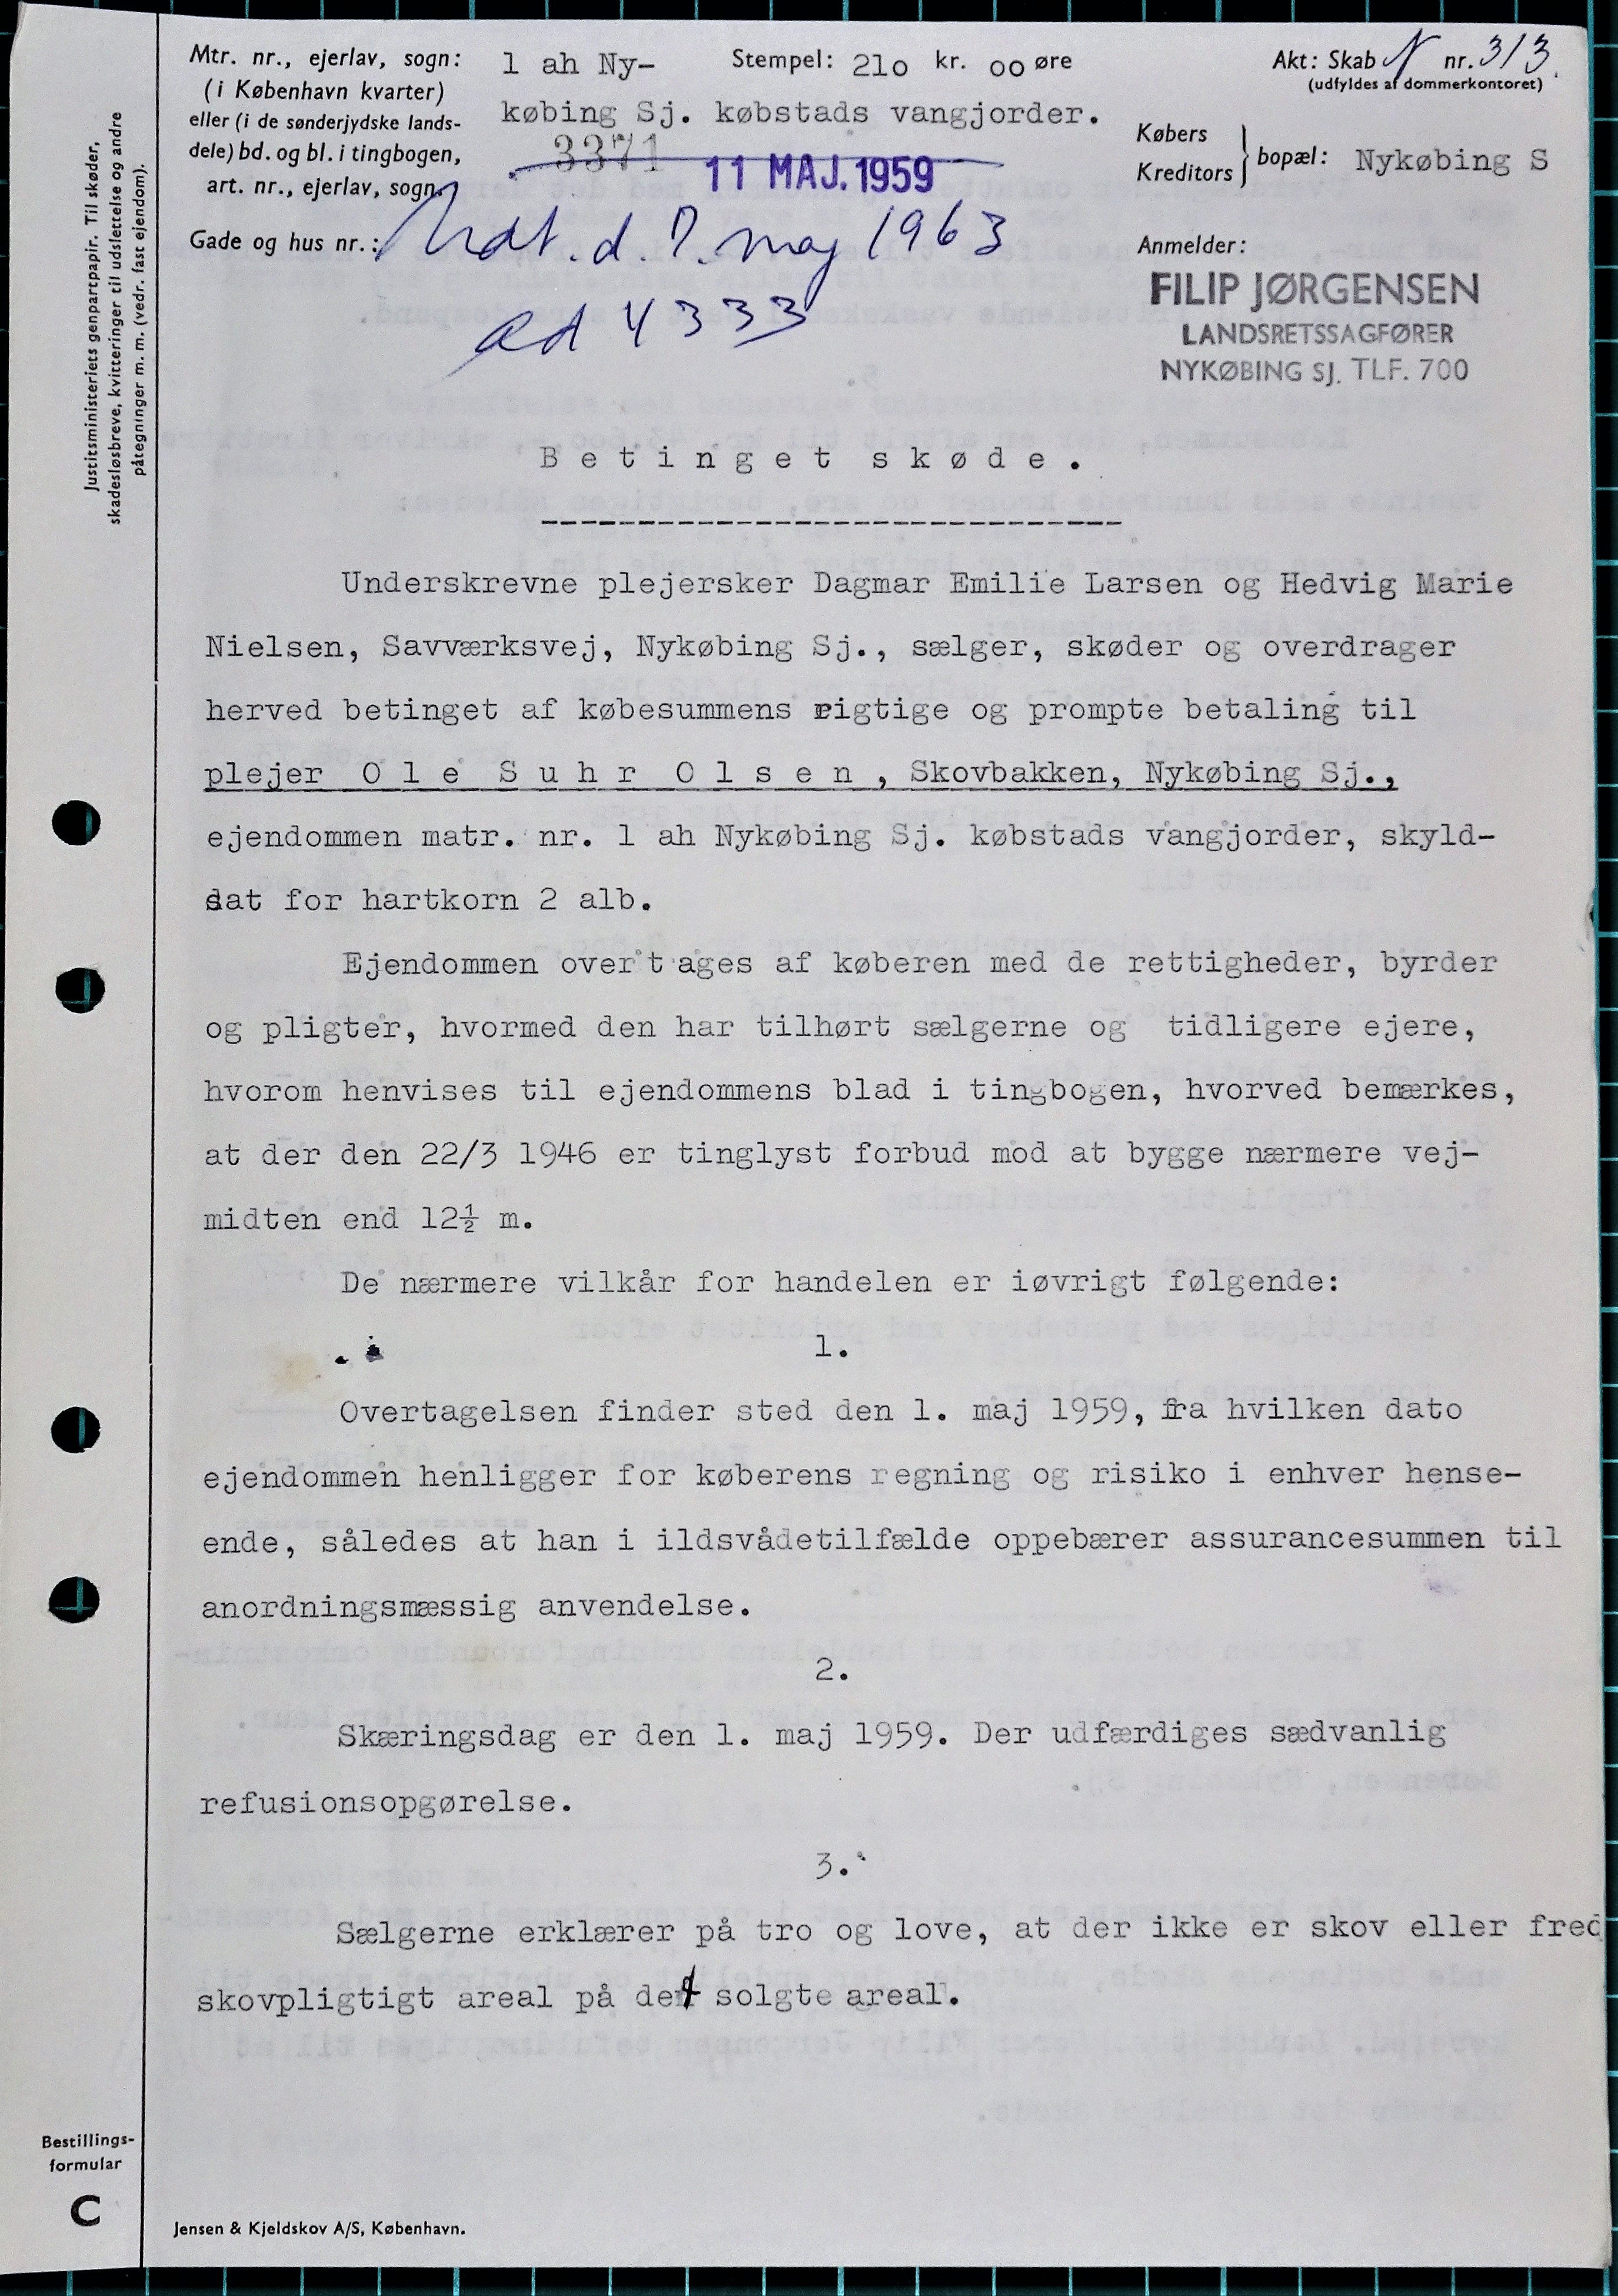 Mtr. nr., ejerlav, sogn: 1 ah Ny- Stempel: 21o kr. oo øre Akt: Skab N nr. 313
(i København kvarter) (udfyldes af dommerkontoret)
eller (i de sønderjydske lands- købing Sj. købstads vangjorder.
dele) bd. og bl. i tingbogen, 3371 11 MAJ. 1959
art. nr., ejerlav, sogn.
Købers
Kreditors } bopæl: Nykøbing S
Gade og hus nr.: d. 7. maj 1963
ad 4333
Anmelder:
FILIP JØRGENSEN
LANDSRETSSAGFØRER
NYKØBING SJ. TLF. 700
Justitsministeriets genpartpapir. Til skøder,
skadesløsbreve, kvitteringer til udslettelse og andre
påtegninger m. m. (vedr. fast ejendom).
Betinget skøde.
Underskrevne plejersker Dagmar Emilie Larsen og Hedvig Marie
Nielsen, Savværksvej, Nykøbing Sj., sælger, skøder og overdrager
herved betinget af købesummens rigtige og prompte betaling til
plejer Ole Suhr Olsen, Skovbakken, Nykøbing Sj.,
ejendommen matr. nr. 1 ah Nykøbing Sj. købstads vangjorder, skyld-
sat for hartkorn 2 alb.
Ejendommen overtages af køberen med de rettigheder, byrder
og pligter, hvormed den har tilhørt sælgerne og tidligere ejere,
hvorom henvises til ejendommens blad i tingbogen, hvorved bemærkes,
at der den 22/3 1946 er tinglyst forbud mod at bygge nærmere vej-
midten end 12½ m.
De nærmere vilkår for handelen er iøvrigt følgende:
1.
Overtagelsen finder sted den 1. maj 1959, fra hvilken dato
ejendommen henligger for køberens regning og risiko i enhver hense-
ende, således at han i ildsvådetilfælde oppebærer assurancesummen til
anordningsmæssig anvendelse.
2.
Skæringsdag er den 1. maj 1959. Der udfærdiges sædvanlig
refusionsopgørelse.
3.
Sælgerne erklærer på tro og love, at der ikke er skov eller fred
skovpligtigt areal på det solgte areal.
Bestillings-
formular
C
Jensen & Kjeldskov A/S, København.